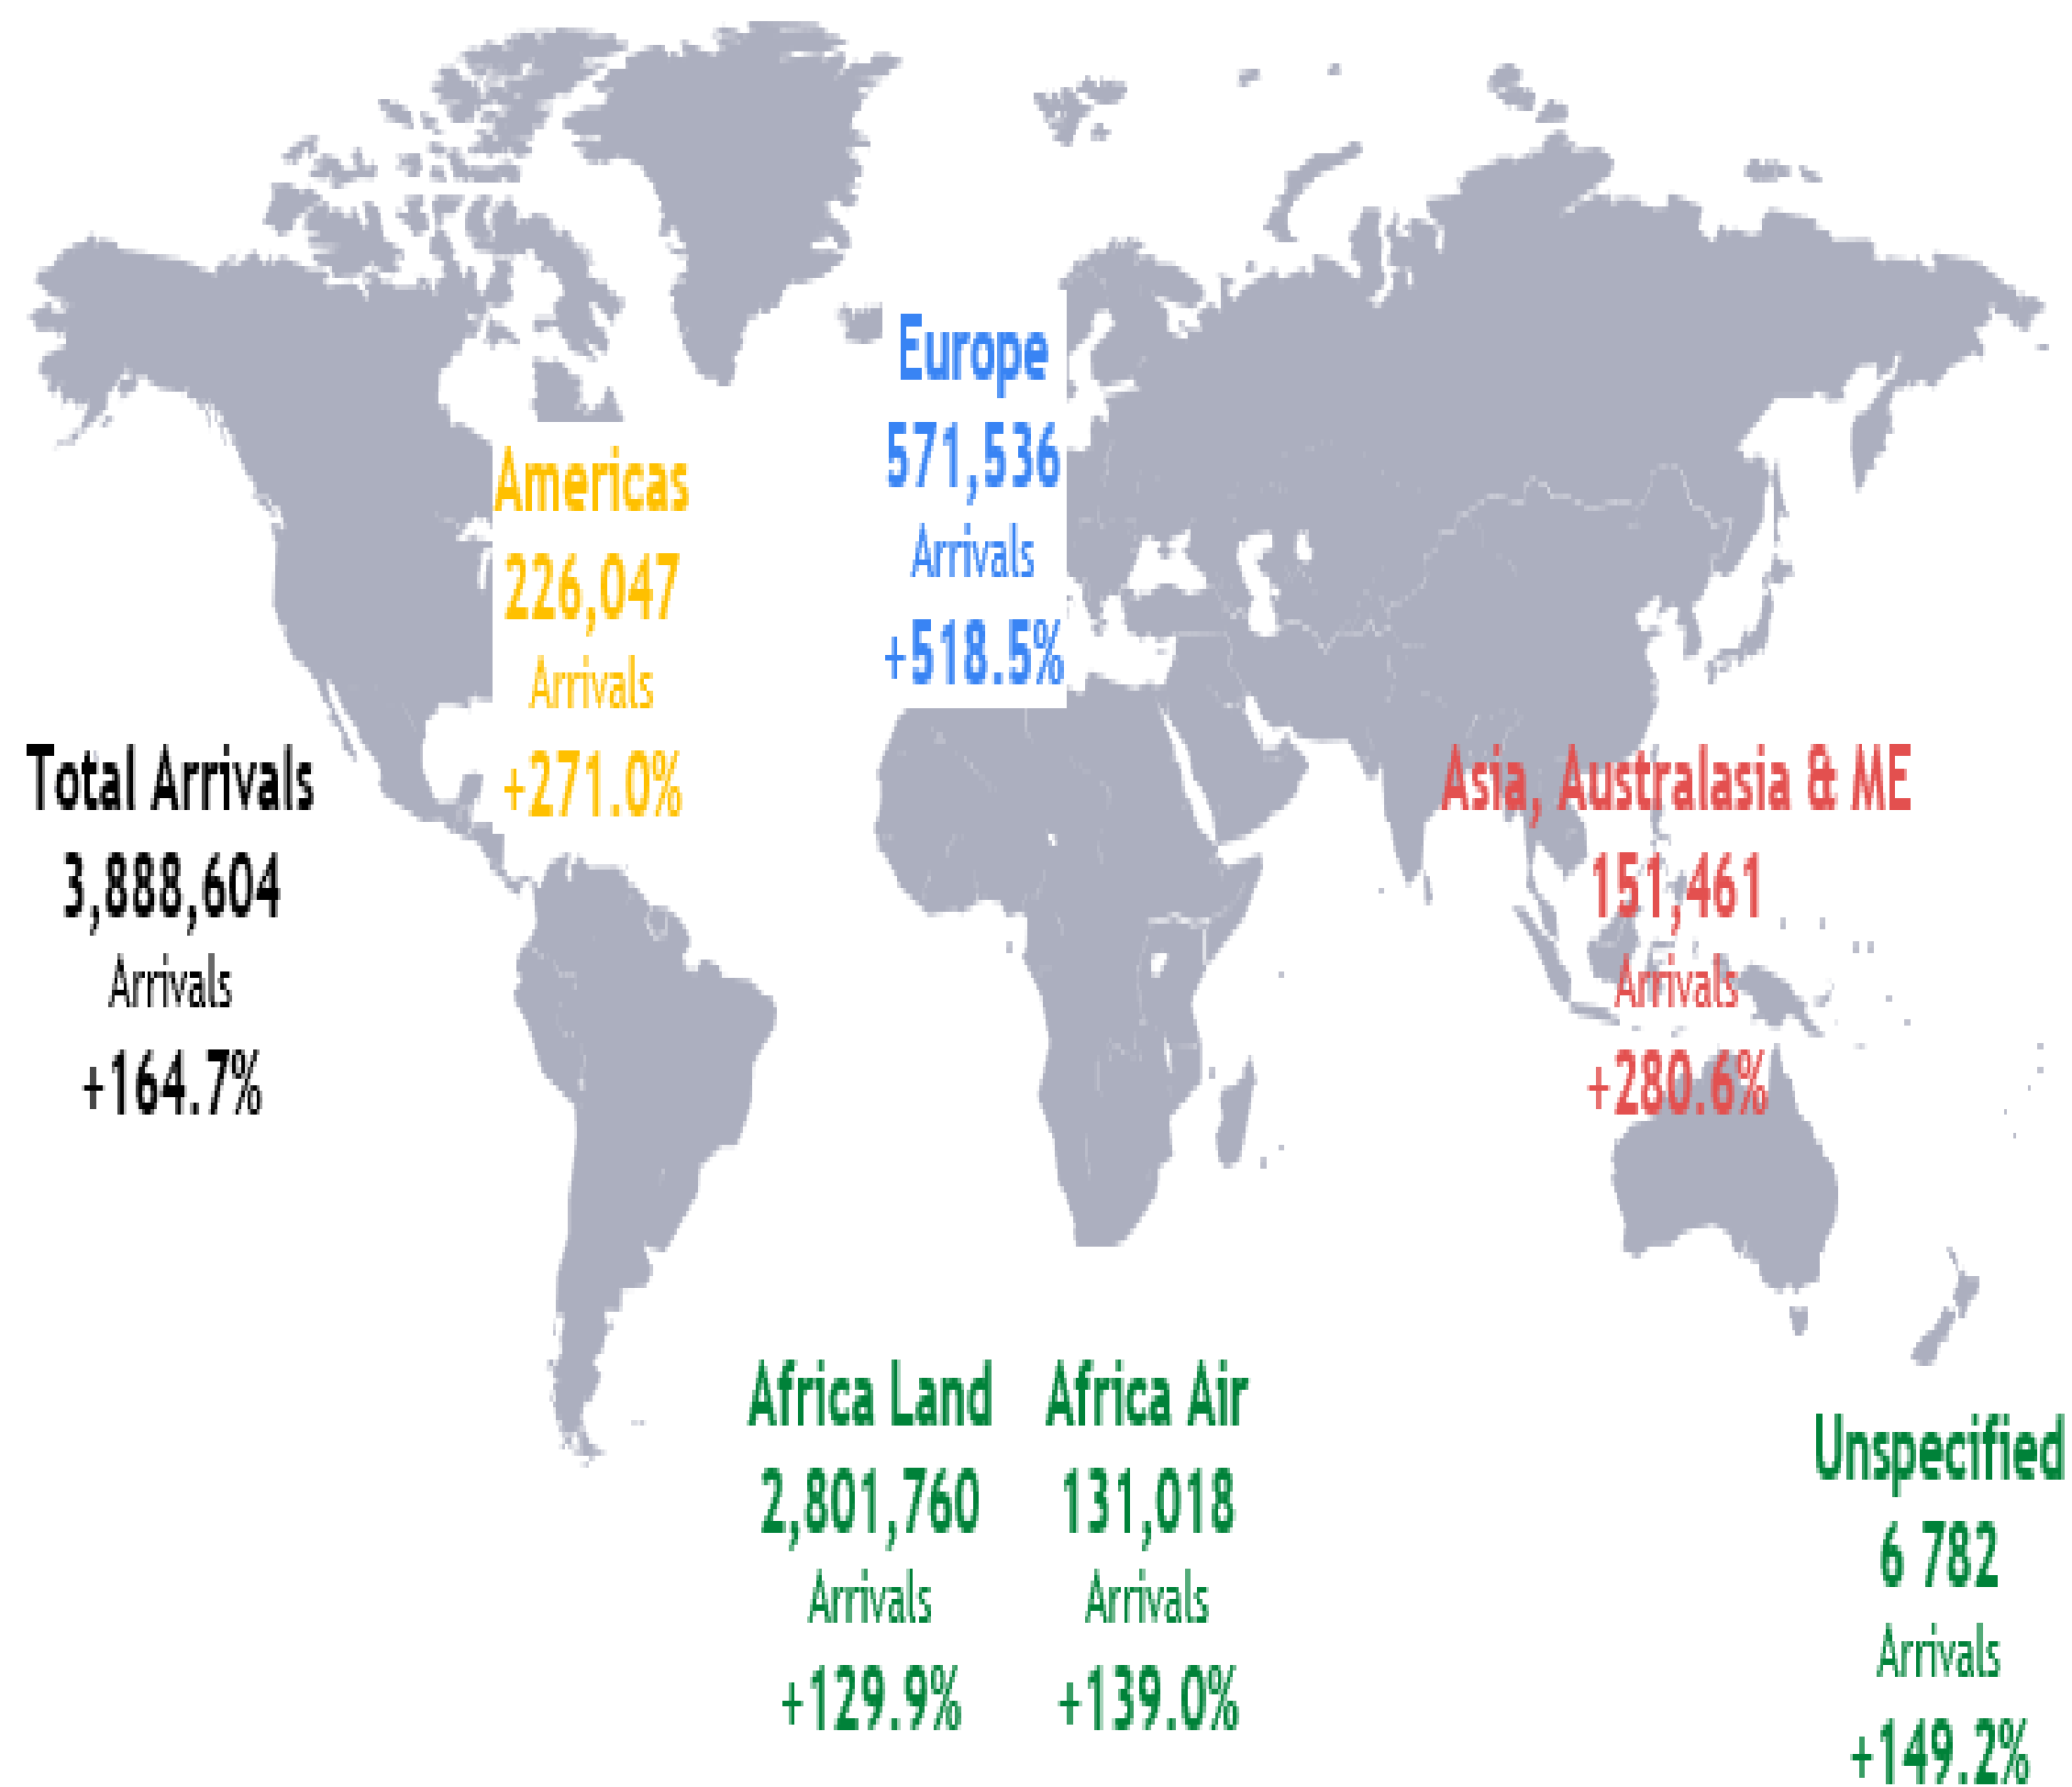 Europe
571,536
Arrivals
+518.5%
Americas
226,047
Arrivals
+271.0%
Total Arrivals
3,888,604
Arrivals
+164.7%
Asia, Australasia & ME
151,461
Arrivals
+280.6%
Africa Land
2,801,760
Arrivals
+129.9%
Africa Air
131,018
Arrivals
+139.0%
Unspecified
6 782
Arrivals
+149.2%